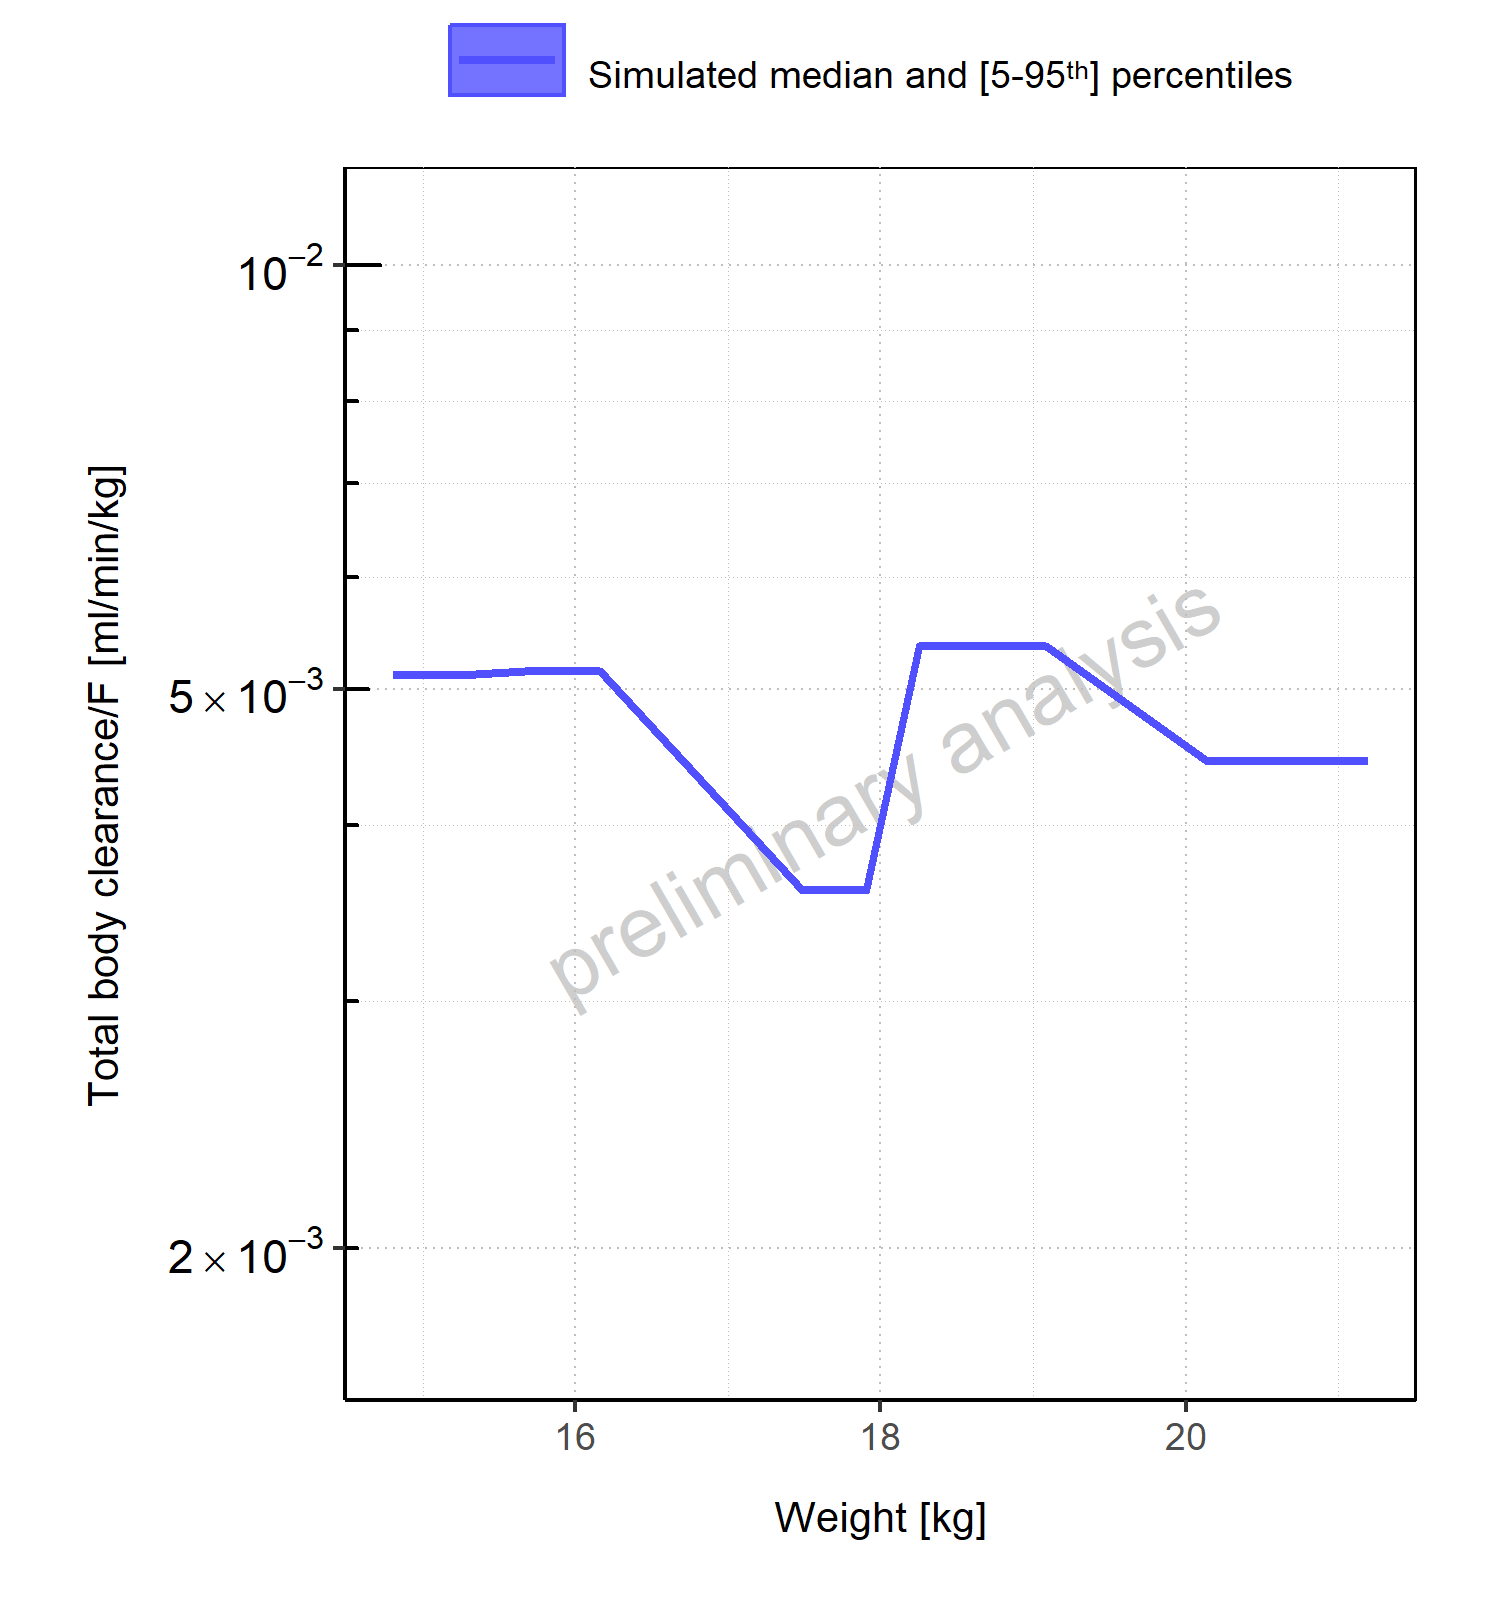 Simulated median and [5-95th] percentiles
10−2
5 × 10−3
2 × 10−3
Total body clearance/F [ml/min/kg]
preliminary analysis
16 18 20
Weight [kg]